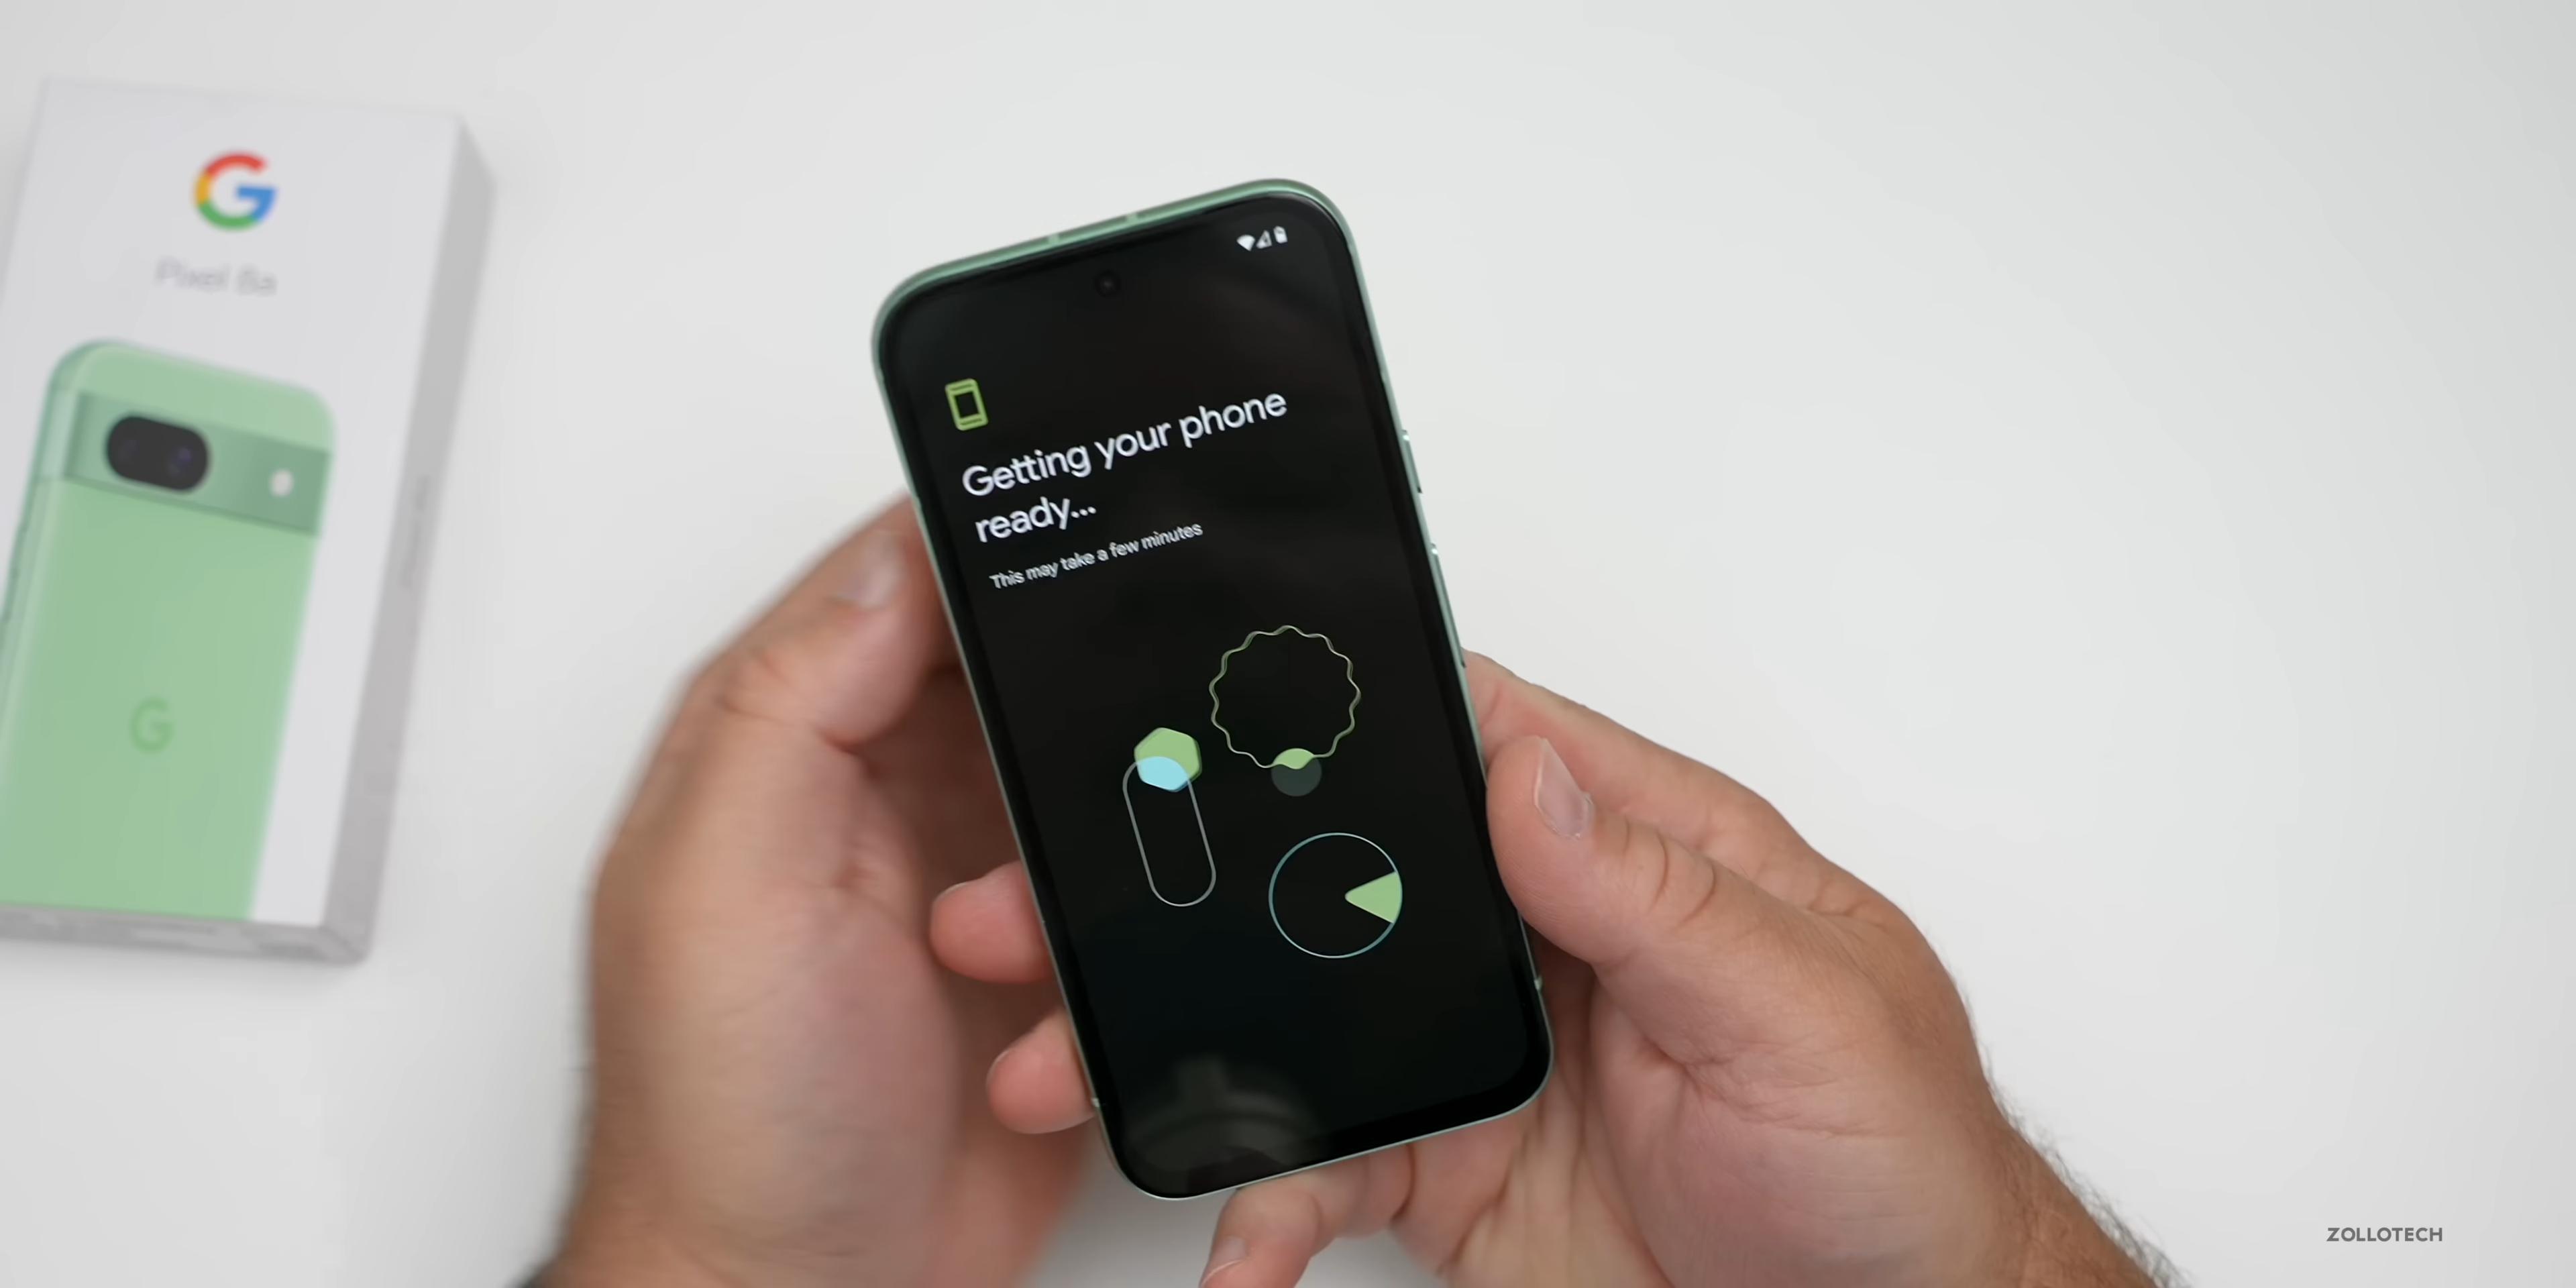 G
Pixel 8a
G
Getting your phone
ready...
This may take a few minutes
ZOLLOTECH